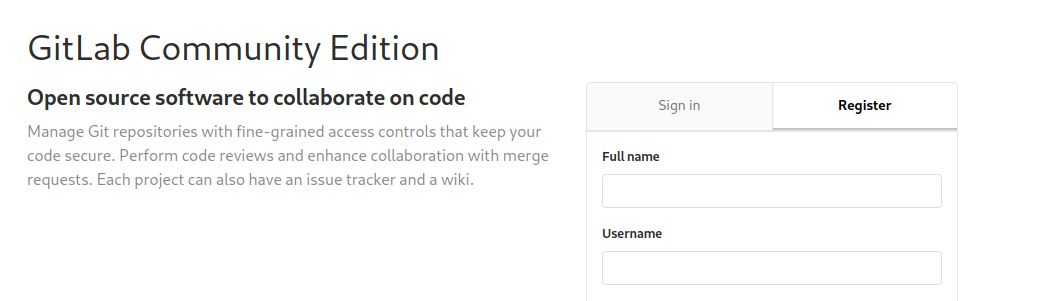 GitLab Community Edition
Open source software to collaborate on code
Manage Git repositories with fine-grained access controls that keep your
code secure. Perform code reviews and enhance collaboration with merge
requests. Each project can also have an issue tracker and a wiki.
Sign in
Register
Full name
Username